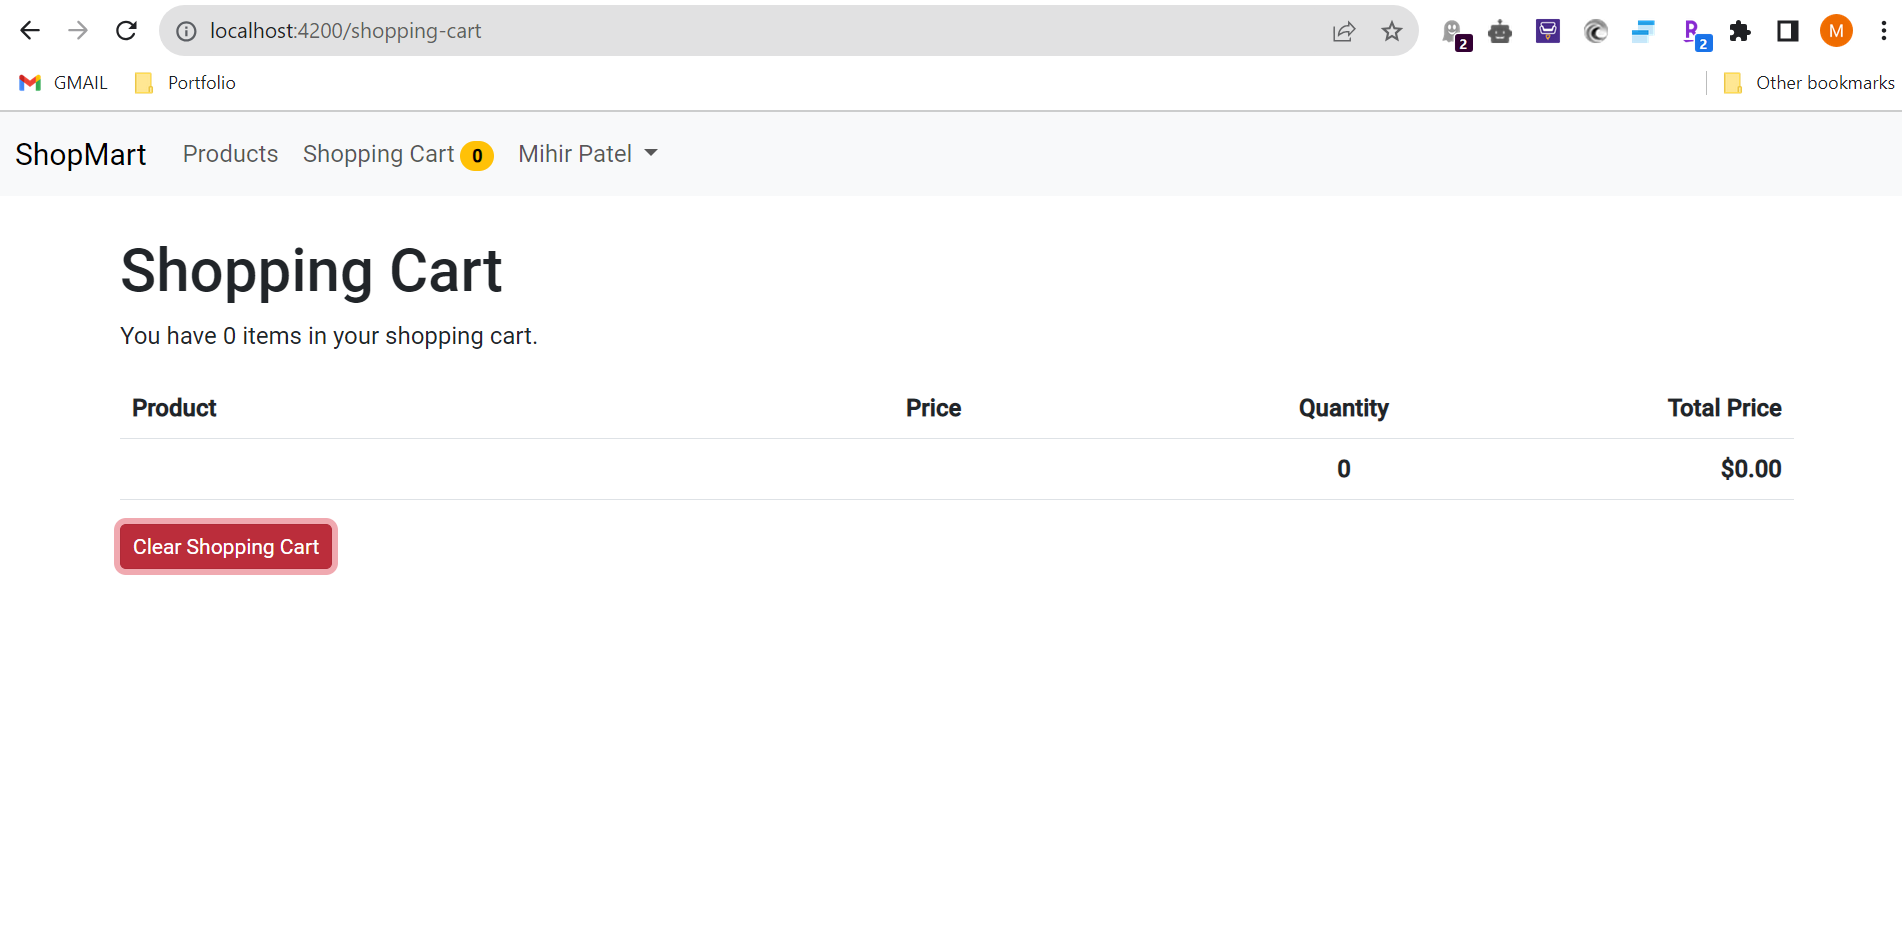 localhost:4200/shopping-cart
2
2
M
GMAIL Portfolio Other bookmarks
ShopMart Products Shopping Cart 0 Mihir Patel
Shopping Cart
You have 0 items in your shopping cart.
Product Price Quantity Total Price
0 $0.00
Clear Shopping Cart